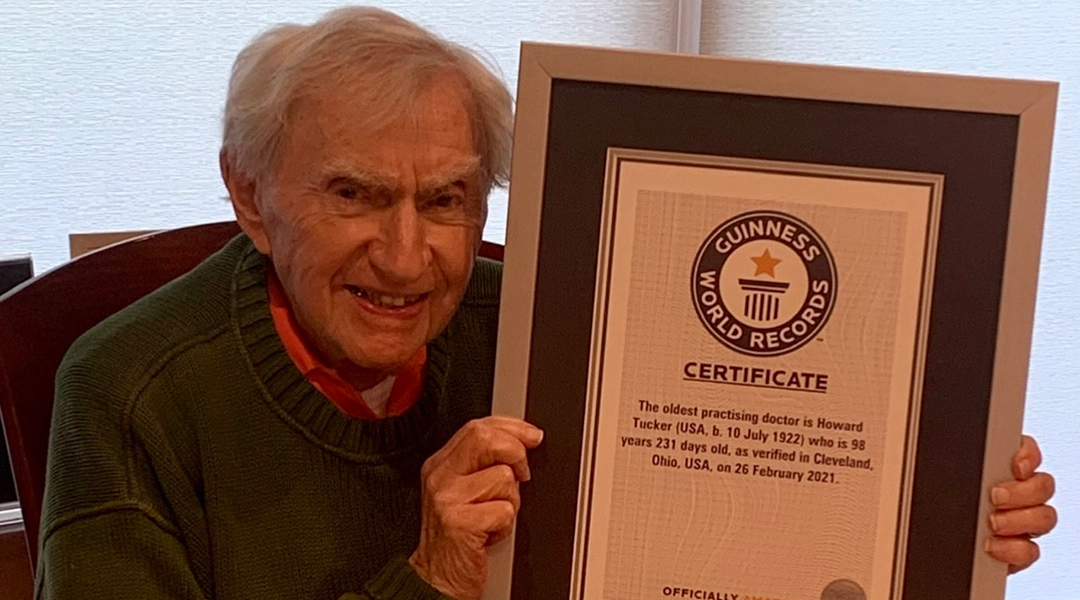 GUINNESS
WORLD RECORDS
CERTIFICATE
The oldest practising doctor is Howard
Tucker (USA, b. 10 July 1922) who is 98
years 231 days old, as verified in Cleveland,
Ohio, USA, on 26 February 2021.
OFFICIALLY